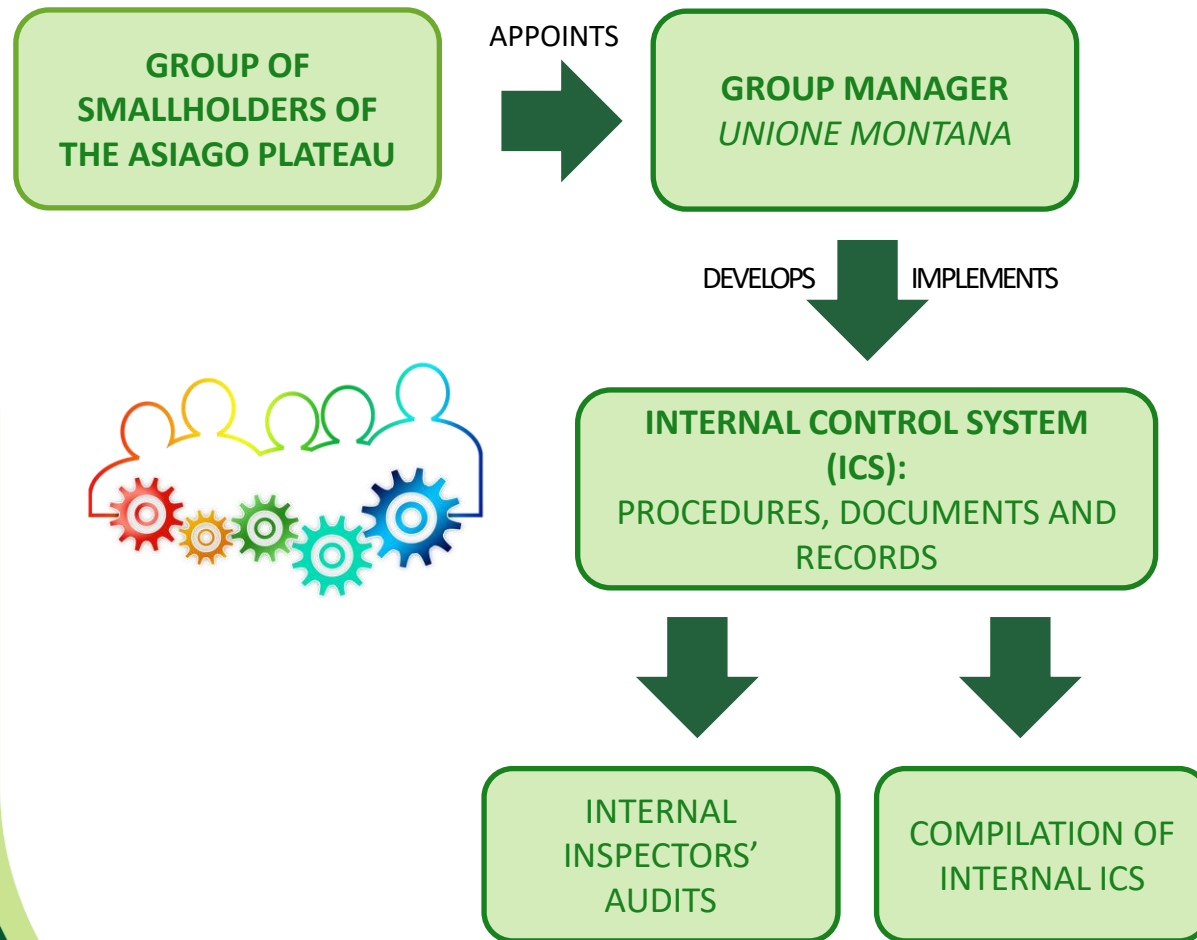 GROUP OF
SMALLHOLDERS OF
THE ASIAGO PLATEAU
APPOINTS
GROUP MANAGER
UNIONE MONTANA
DEVELOPS
IMPLEMENTS
INTERNAL CONTROL SYSTEM
(ICS):
PROCEDURES, DOCUMENTS AND
RECORDS
INTERNAL
INSPECTORS’
AUDITS
COMPILATION OF
INTERNAL ICS